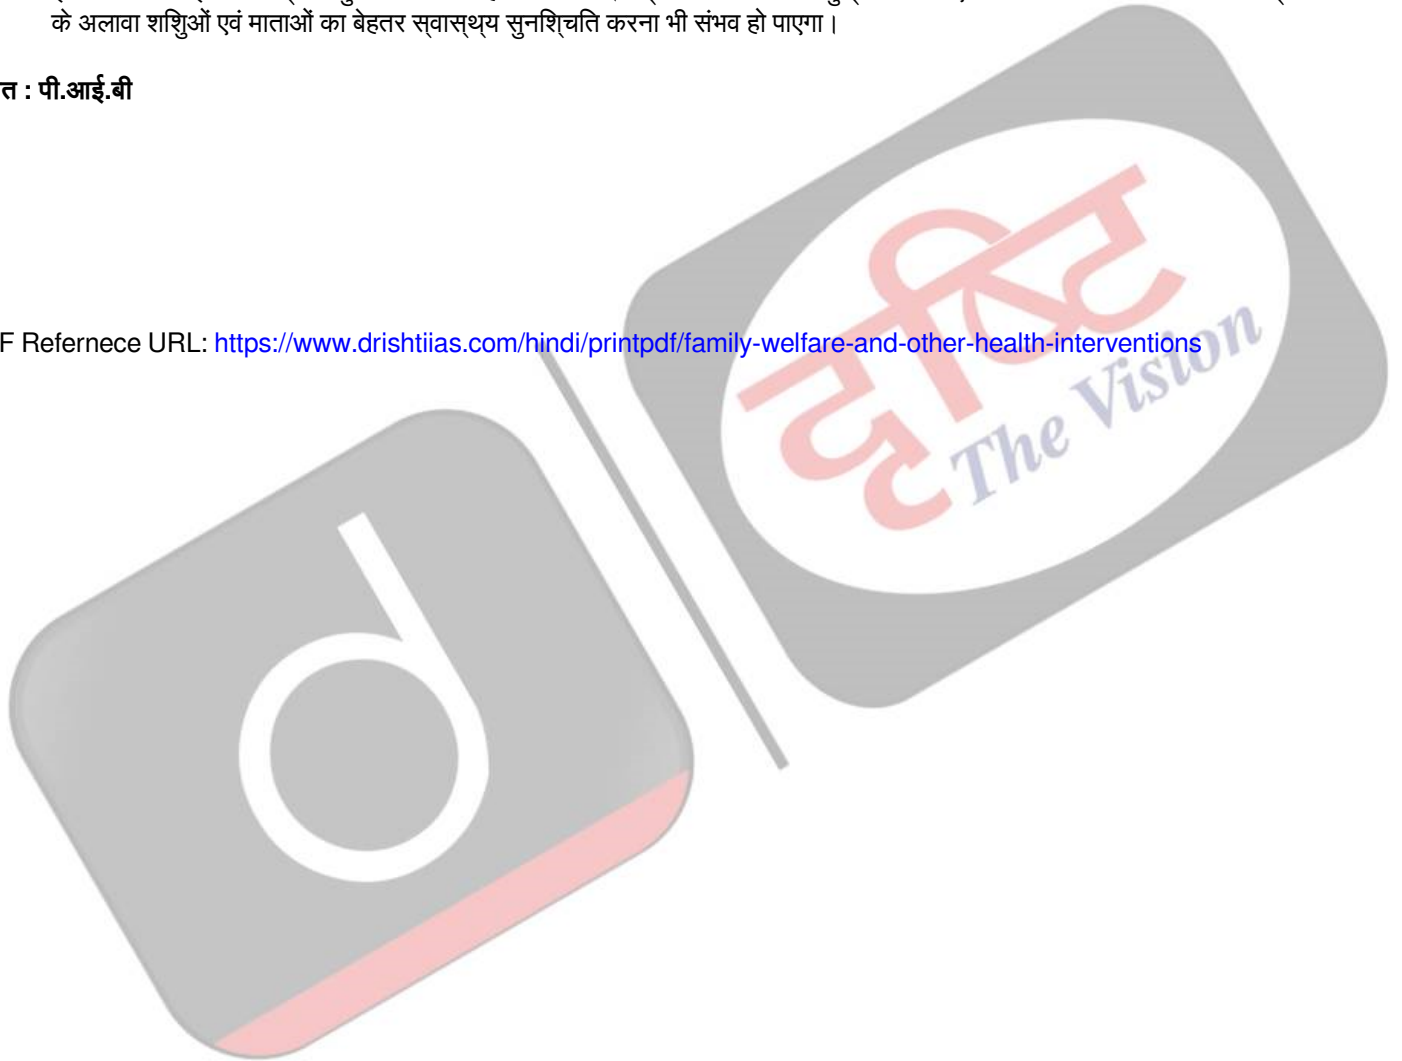 के अलावा शिशुओं एवं माताओं का बेहतर स्वास्थ्य सुनिश्चित करना भी संभव हो पाएगा।
त : पी.आई.बी
F Refernece URL: https://www.drishtiias.com/hindi/printpdf/family-welfare-and-other-health-interventions
दृष्टि
The Vision
d